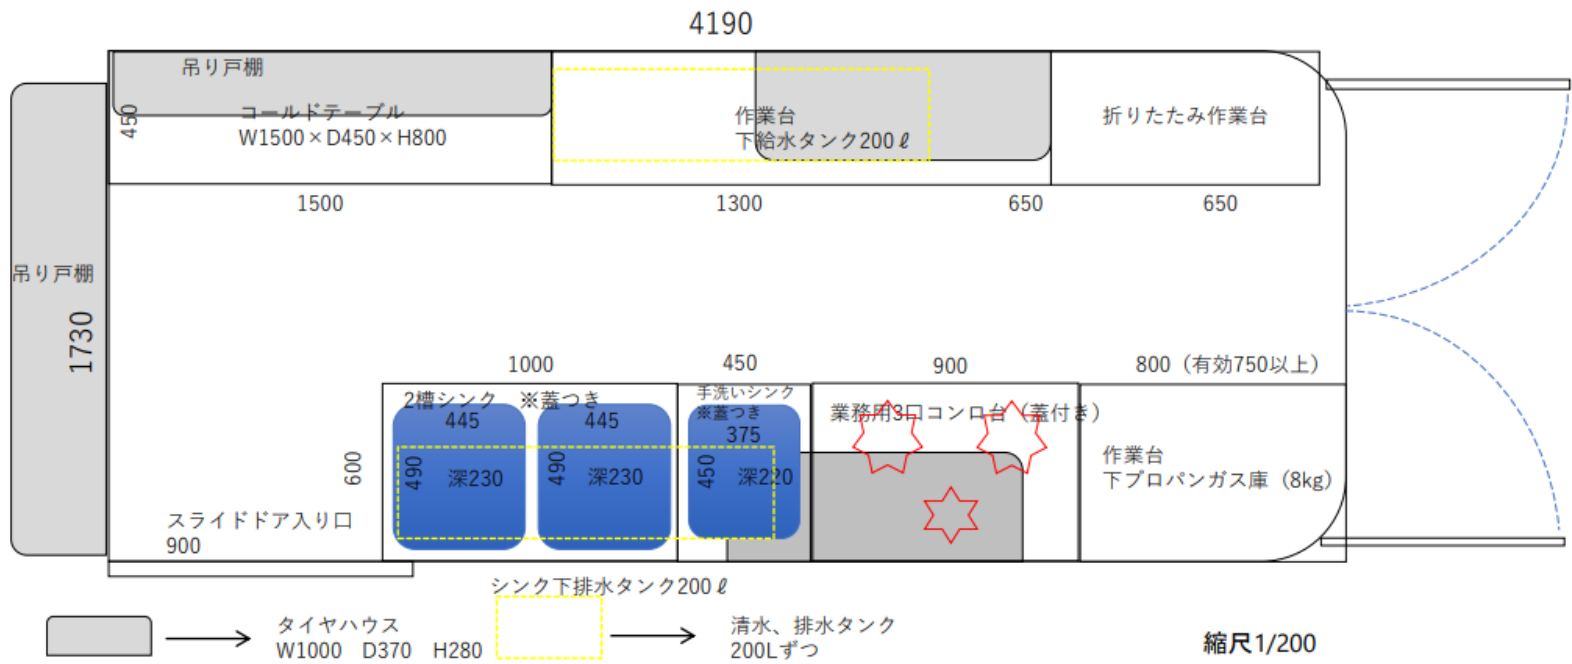 4190
吊り戸棚
450
コールドテーブル
W1500×D450×H800
作業台
下給水タンク200ℓ
折りたたみ作業台
1500
1300
650
650
吊り戸棚
1730
1000
450
900
800（有効750以上）
2槽シンク　※蓋つき
445
445
490
深230
490
深230
600
手洗いシンク
※蓋つき
375
450
深220
業務用3口コンロ台（蓋付き）
作業台
下プロパンガス庫（8kg）
スライドドア入り口
900
シンク下排水タンク200ℓ
タイヤハウス
W1000　D370　H280
清水、排水タンク
200Lずつ
縮尺1/200